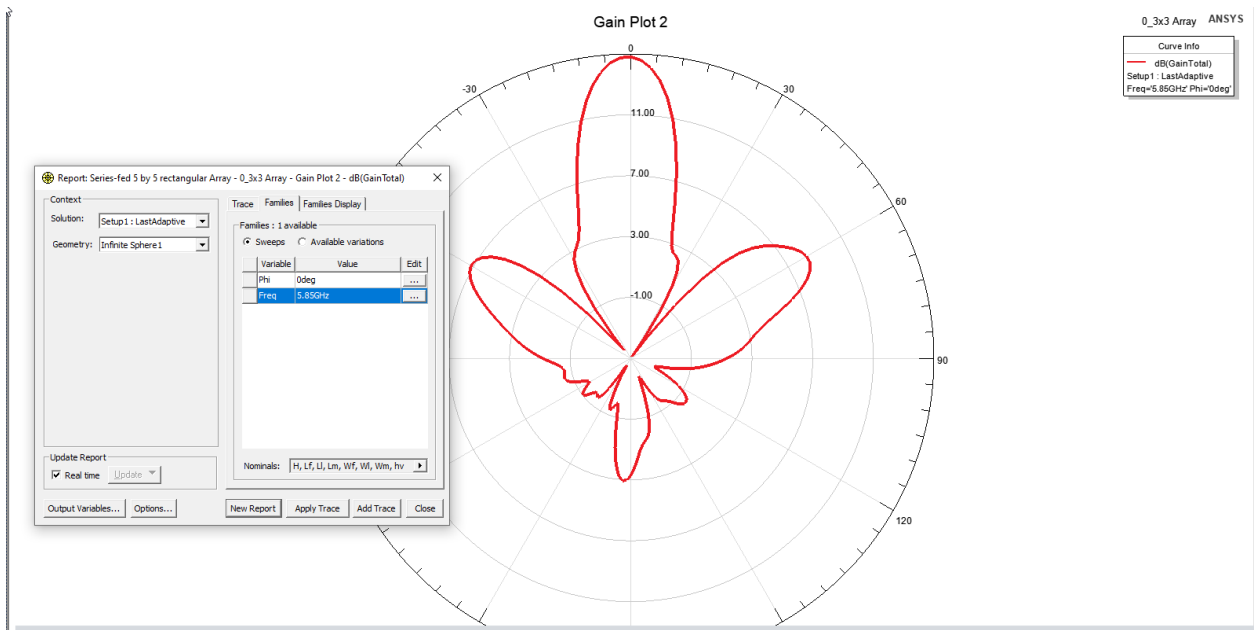 Gain Plot 2
0_3x3 Array ANSYS
Curve Info
dB(GainTotal)
Setup1 : LastAdaptive
Freq='5.85GHz' Phi='0deg'
0
-30
30
60
90
120
11.00
7.00
3.00
-1.00
Report: Series-fed 5 by 5 rectangular Array - 0_3x3 Array - Gain Plot 2 - dB(GainTotal)
Context
Solution: Setup1 : LastAdaptive
Geometry: Infinite Sphere1
Update Report
Real time Update
Trace Families Families Display
Families : 1 available
Sweeps Available variations
Variable Value Edit
Phi 0deg ...
Freq 5.85GHz ...
Nominals: H, Lf, Ll, Lm, Wf, Wl, Wm, hv
Output Variables... Options... New Report Apply Trace Add Trace Close